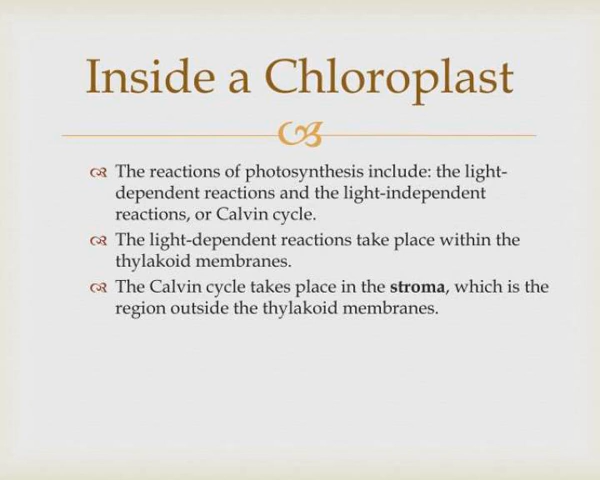 Inside a Chloroplast
The reactions of photosynthesis include: the light-
dependent reactions and the light-independent
reactions, or Calvin cycle.
The light-dependent reactions take place within the
thylakoid membranes.
The Calvin cycle takes place in the stroma, which is the
region outside the thylakoid membranes.